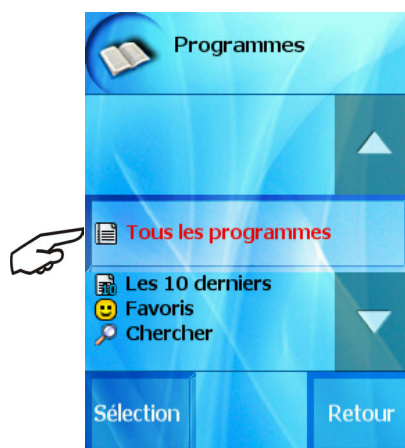 Programmes
Tous les programmes
Les 10 derniers
Favoris
Chercher
Sélection
Retour